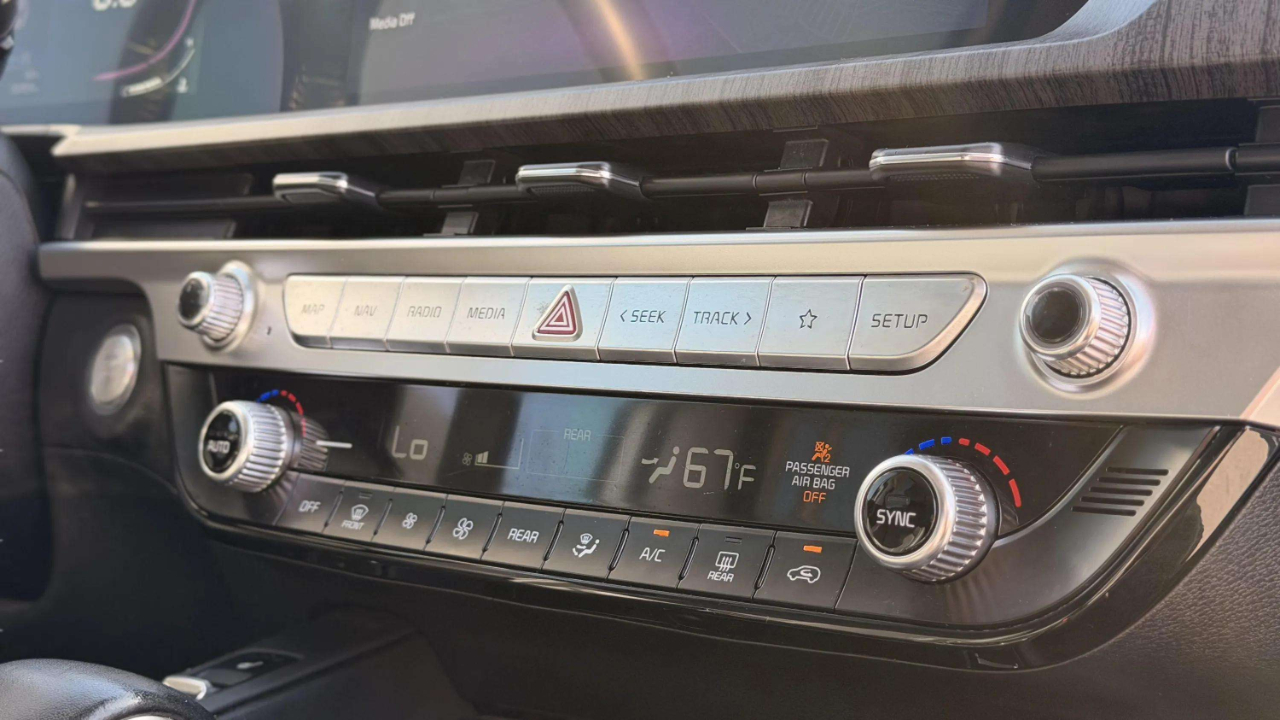 Media Off
MAP NAV RADIO MEDIA < SEEK TRACK > SETUP
AUTO
Lo
REAR
67°F
PASSENGER
AIR BAG
OFF
SYNC
OFF FRONT REAR A/C REAR